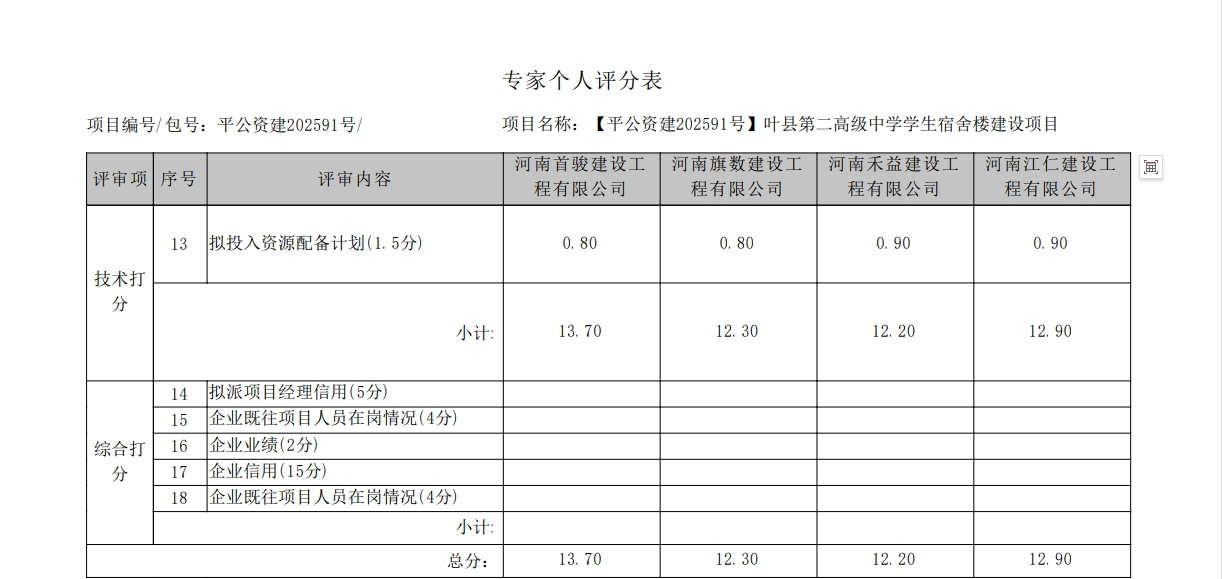 专家个人评分表
项目编号/包号：平公资建202591号/ 项目名称：【平公资建202591号】叶县第二高级中学学生宿舍楼建设项目
评审项 序号 评审内容 河南首骏建设工程有限公司 河南旗数建设工程有限公司 河南禾益建设工程有限公司 河南江仁建设工程有限公司
技术打分
13 拟投入资源配备计划(1.5分) 0.80 0.80 0.90 0.90
小计: 13.70 12.30 12.20 12.90
综合打分
14 拟派项目经理信用(5分)
15 企业既往项目人员在岗情况(4分)
16 企业业绩(2分)
17 企业信用(15分)
18 企业既往项目人员在岗情况(4分)
小计:
总分： 13.70 12.30 12.20 12.90